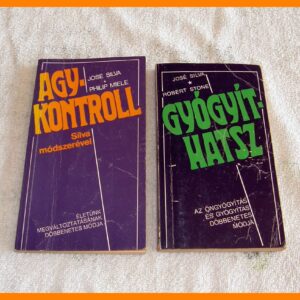 JOSÉ SILVA
PHILIP MIELE
AGY-
KONTROLL
Silva
módszerével
ÉLETÜNK
MEGVÁLTOZTATÁSÁNAK
DÖBBENETES MÓDJA
JOSÉ SILVA
★
ROBERT STONE
GYÓGYÍT-
HATSZ
AZ ÖNGYÓGYÍTÁS
ÉS GYÓGYÍTÁS
DÖBBENETES
MÓDJA